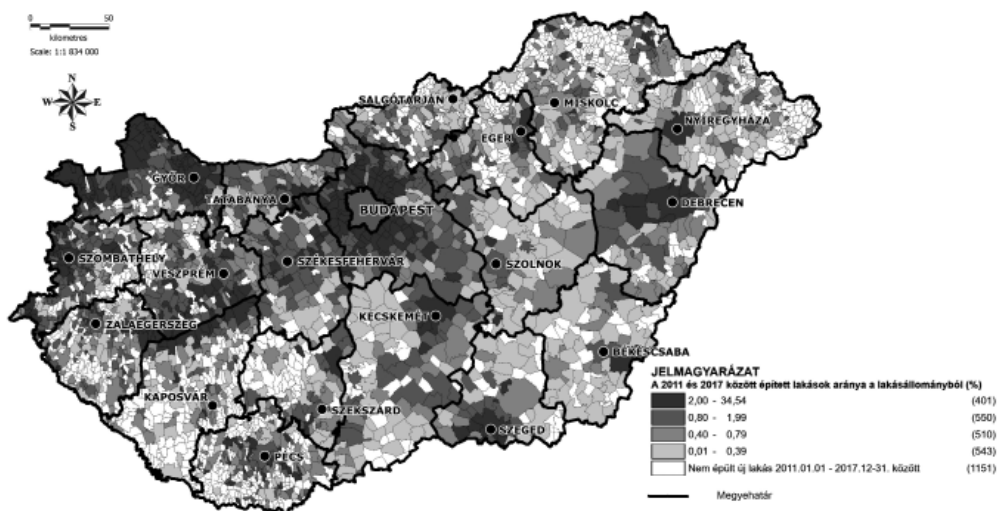 0 50
kilometres
Scale: 1:1 834 000
N
W E
S
SALGÓTARJÁN
MISKOLC
NYÍREGYHÁZA
EGER
GYŐR
TATABÁNYA
BUDAPEST
DEBRECEN
SZOMBATHELY
VESZPRÉM
SZÉKESFEHÉRVÁR
SZOLNOK
ZALAEGERSZEG
KECSKEMÉT
BÉKÉSCSABA
KAPOSVÁR
SZEKSZÁRD
SZEGED
PÉCS
JELMAGYARÁZAT
A 2011 és 2017 között épített lakások aránya a lakásállományból (%)
2,00 - 34,54 (401)
0,80 - 1,99 (550)
0,40 - 0,79 (510)
0,01 - 0,39 (543)
Nem épült új lakás 2011.01.01 - 2017.12-31. között (1151)
Megyehatár